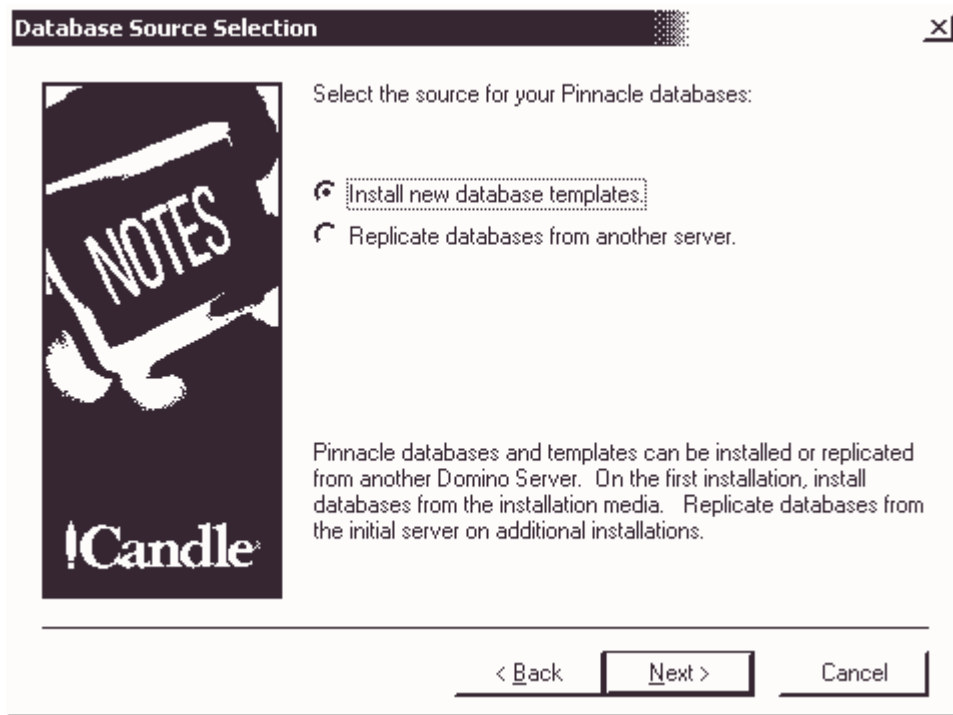 Database Source Selection
Select the source for your Pinnacle databases:
Install new database templates.
Replicate databases from another server.
NOTES
Pinnacle databases and templates can be installed or replicated
from another Domino Server.  On the first installation, install
databases from the installation media.   Replicate databases from
the initial server on additional installations.
Candle
< Back
Next >
Cancel